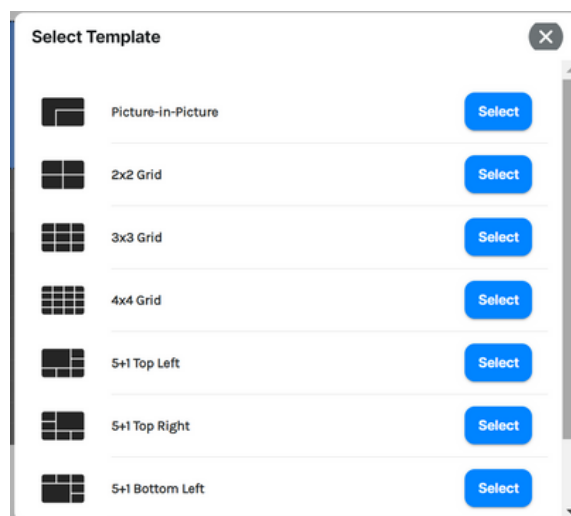 Select Template
Picture-in-Picture Select
2x2 Grid Select
3x3 Grid Select
4x4 Grid Select
5+1 Top Left Select
5+1 Top Right Select
5+1 Bottom Left Select